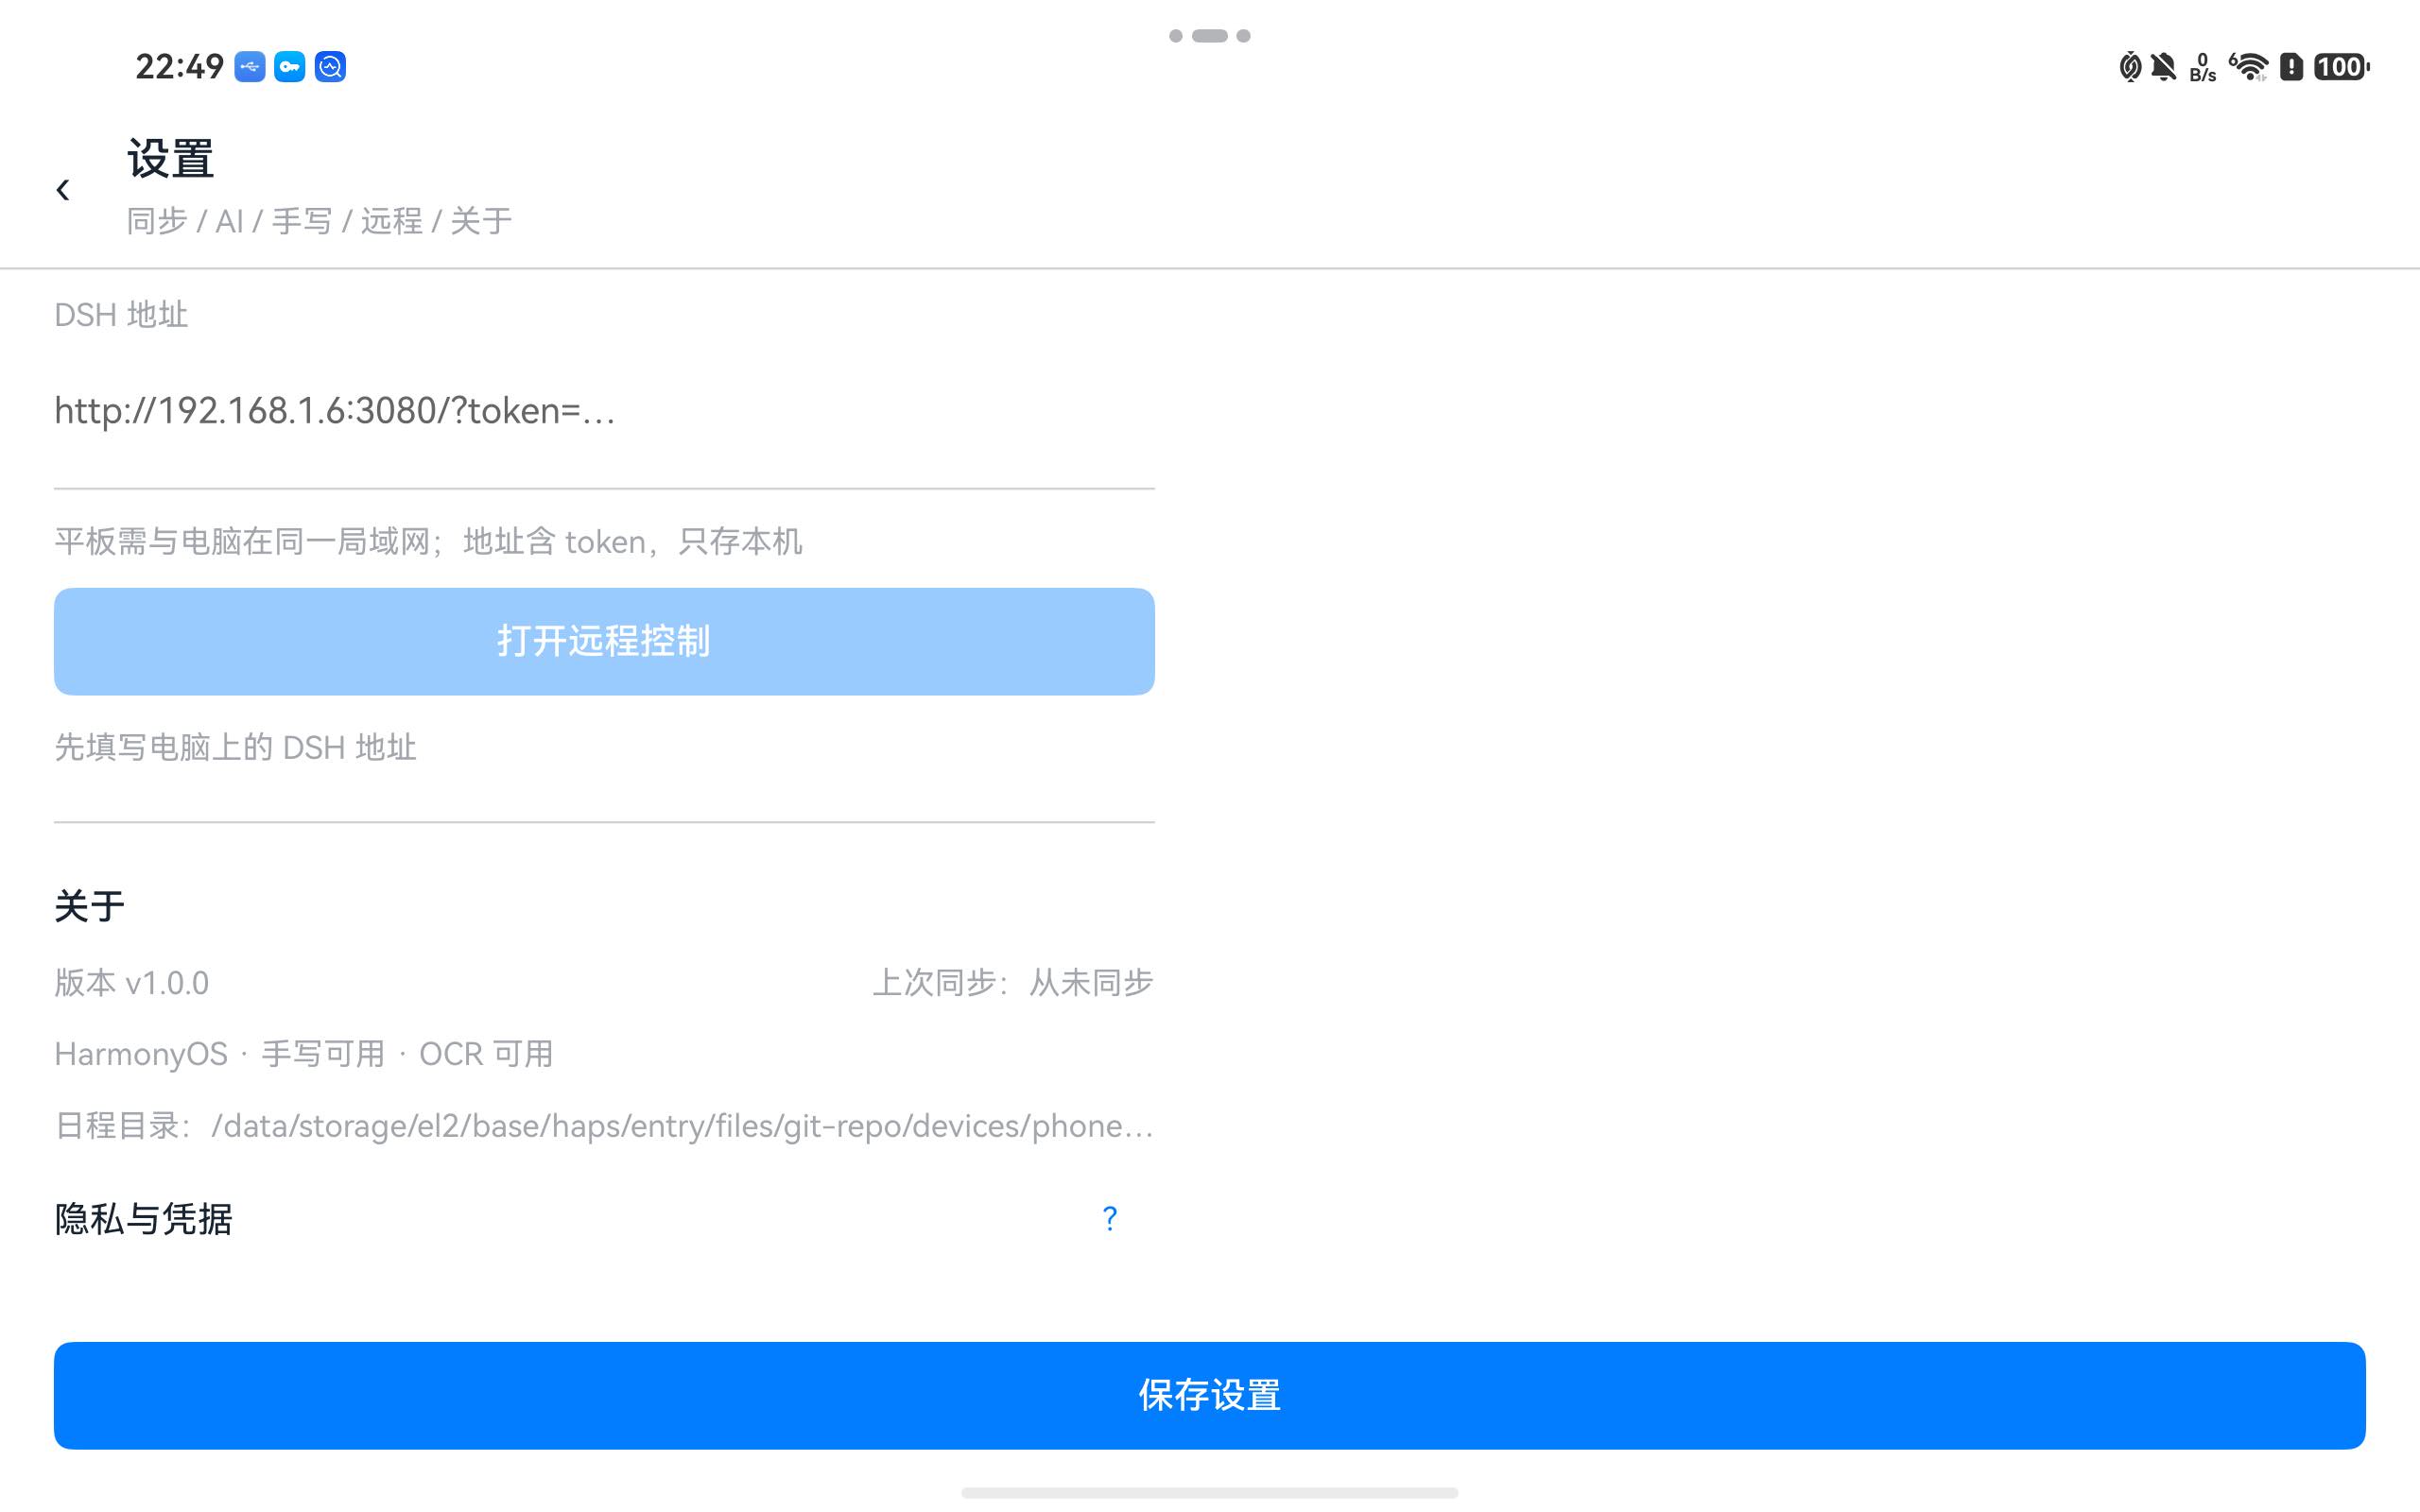 22:49
0 B/s
6
100
设置
同步 / AI / 手写 / 远程 / 关于
DSH 地址
http://192.168.1.6:3080/?token=...
平板需与电脑在同一局域网；地址含 token，只存本机
打开远程控制
先填写电脑上的 DSH 地址
关于
版本 v1.0.0 上次同步：从未同步
HarmonyOS · 手写可用 · OCR 可用
日程目录：/data/storage/el2/base/haps/entry/files/git-repo/devices/phone...
隐私与凭据 ?
保存设置